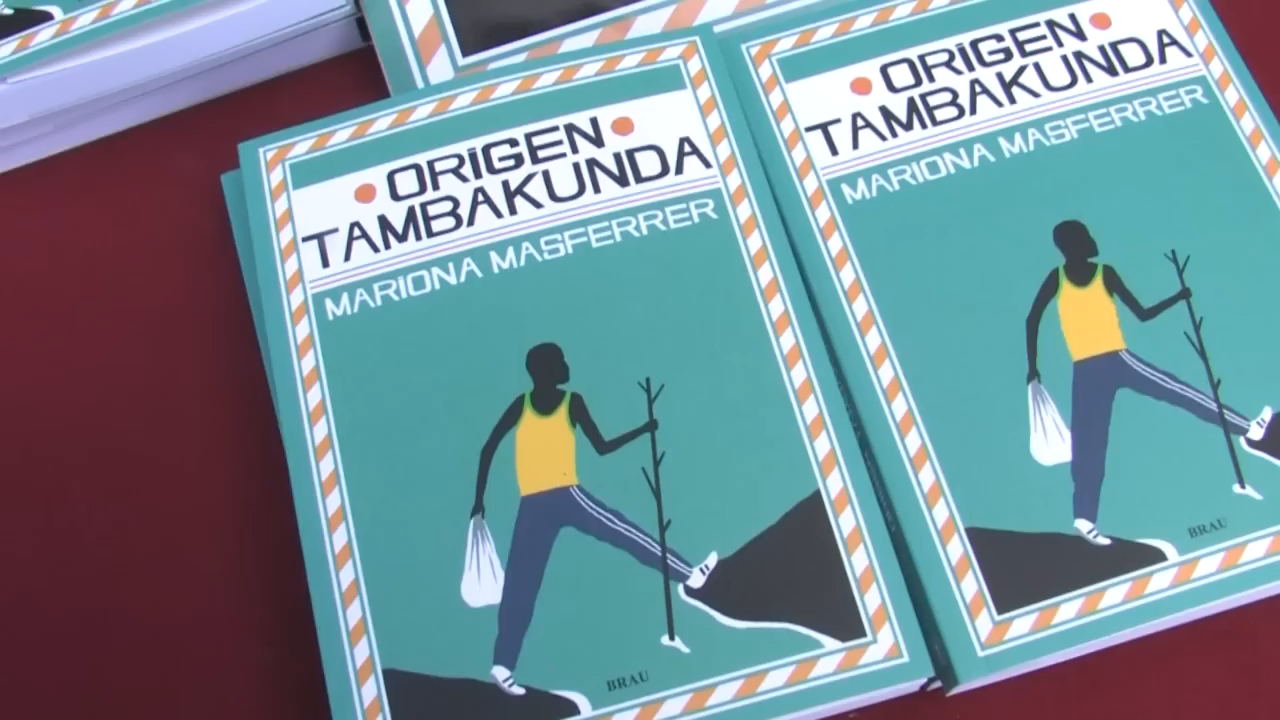 ORIGEN
TAMBAKUNDA
MARIONA MASFERRER
BRAU
ORIGEN
TAMBAKUNDA
MARIONA MASFERRER
BRAU